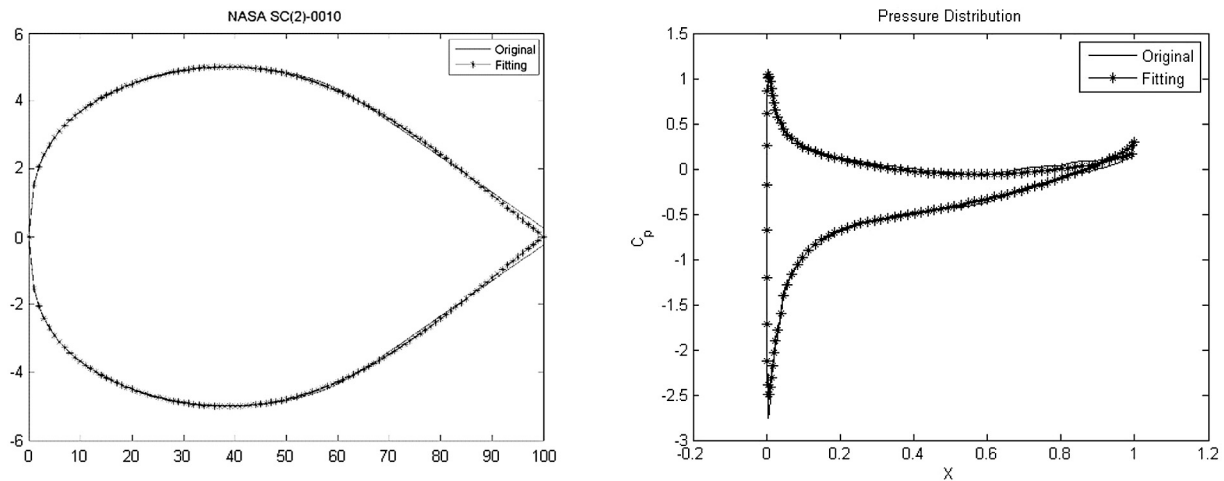 NASA SC(2)-0010
6
4
2
0
-2
-4
-6
0 10 20 30 40 50 60 70 80 90 100
Original
Fitting
Pressure Distribution
1.5
1
0.5
0
-0.5
-1
-1.5
-2
-2.5
-3
-0.2 0 0.2 0.4 0.6 0.8 1 1.2
C_p
X
Original
Fitting